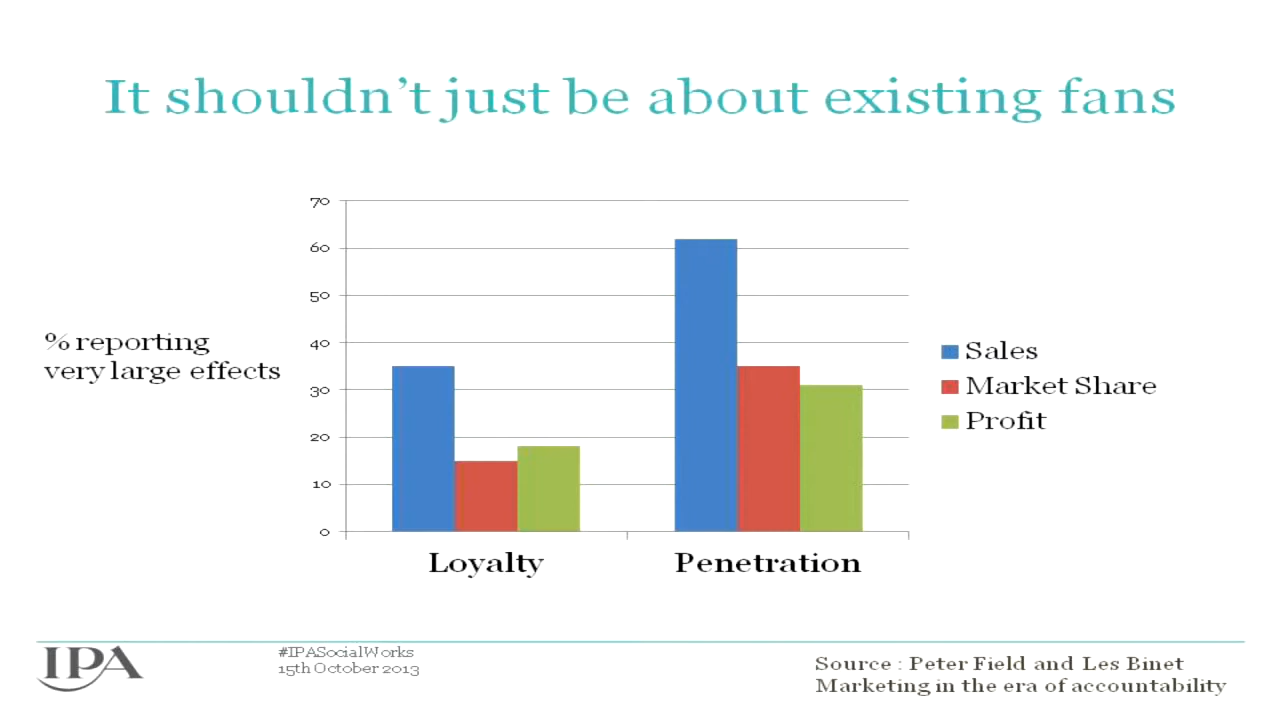 It shouldn't just be about existing fans
70
60
50
40
30
20
10
0
% reporting
very large effects
Sales
Market Share
Profit
Loyalty
Penetration
IPA
#IPASocialWorks
15th October 2013
Source : Peter Field and Les Binet
Marketing in the era of accountability